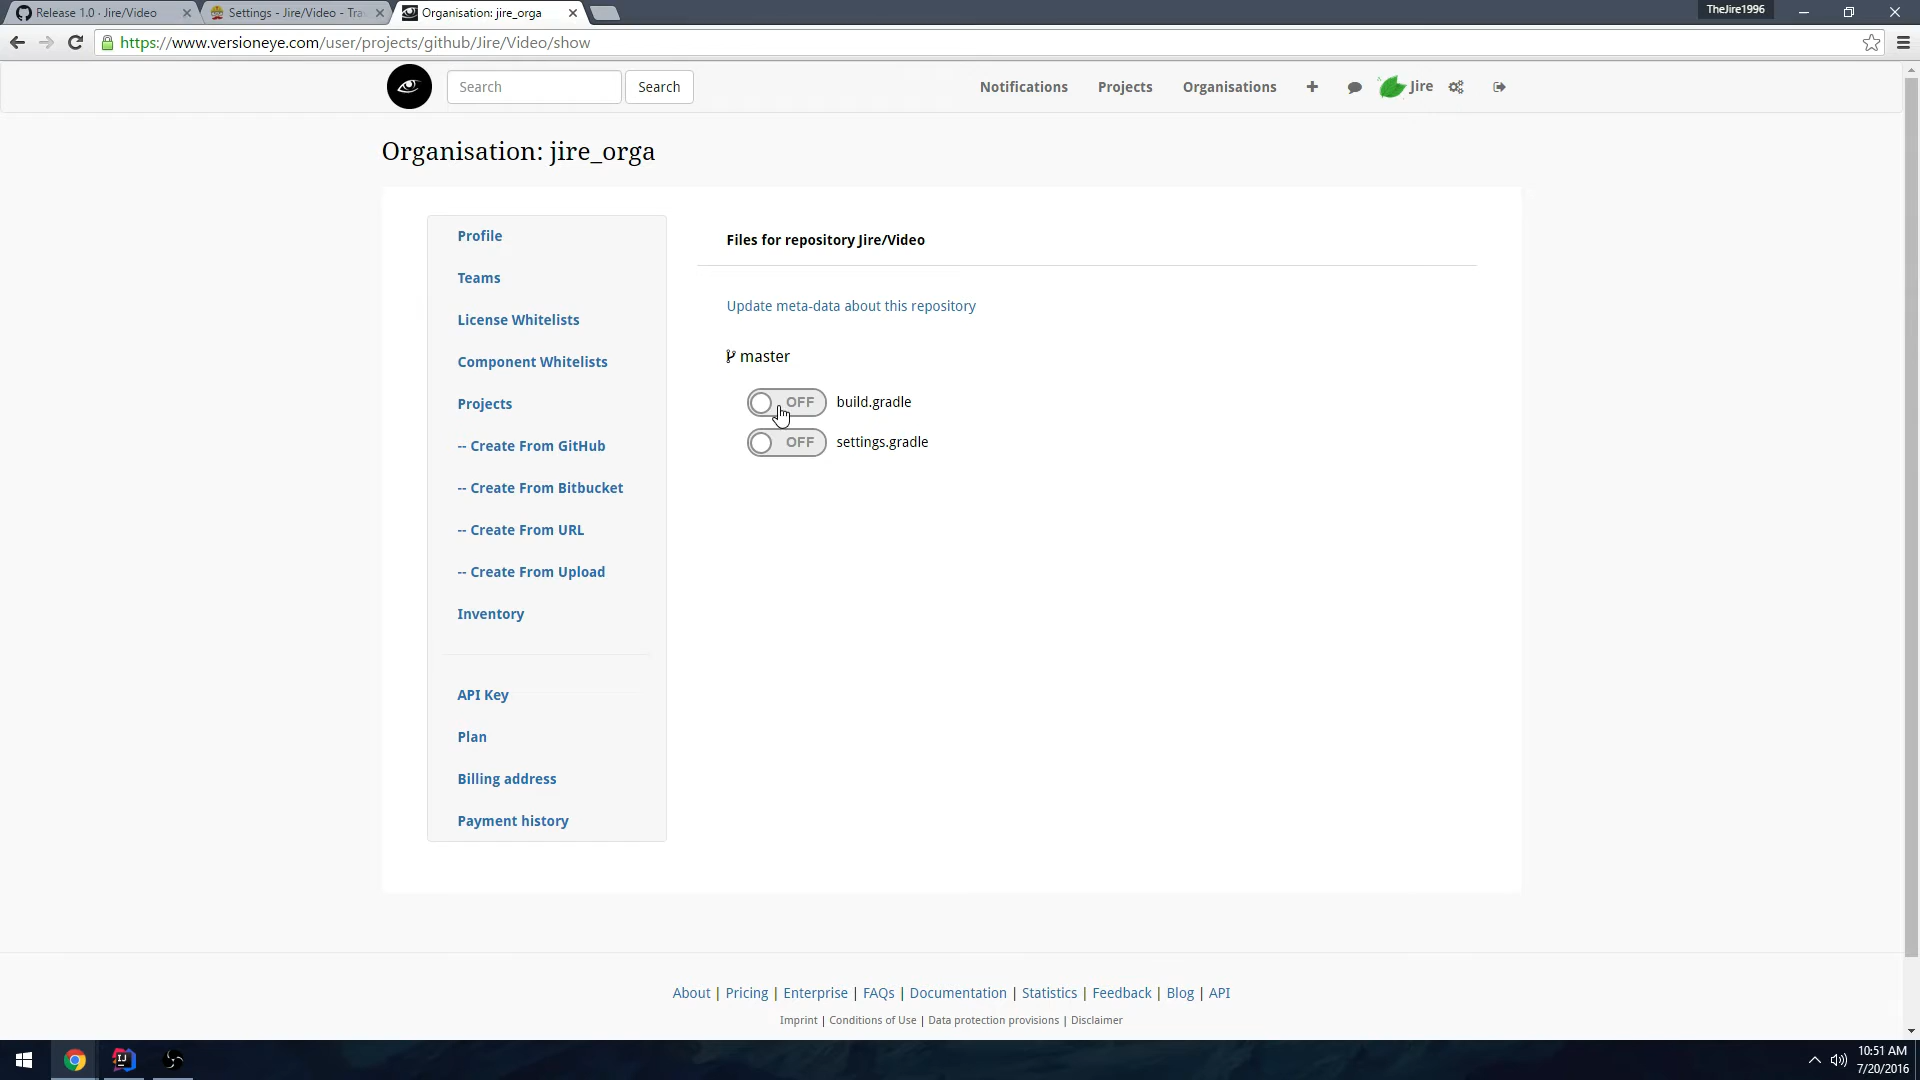 Release 1.0 · Jire/Video
Settings - Jire/Video - Tra
Organisation: jire_orga
TheJire1996
https://www.versioneye.com/user/projects/github/Jire/Video/show
Search
Search
Notifications
Projects
Organisations
Jire
Organisation: jire_orga
Profile
Teams
License Whitelists
Component Whitelists
Projects
-- Create From GitHub
-- Create From Bitbucket
-- Create From URL
-- Create From Upload
Inventory
API Key
Plan
Billing address
Payment history
Files for repository Jire/Video
Update meta-data about this repository
master
OFF build.gradle
OFF settings.gradle
About | Pricing | Enterprise | FAQs | Documentation | Statistics | Feedback | Blog | API
Imprint | Conditions of Use | Data protection provisions | Disclaimer
IJ
10:51 AM
7/20/2016